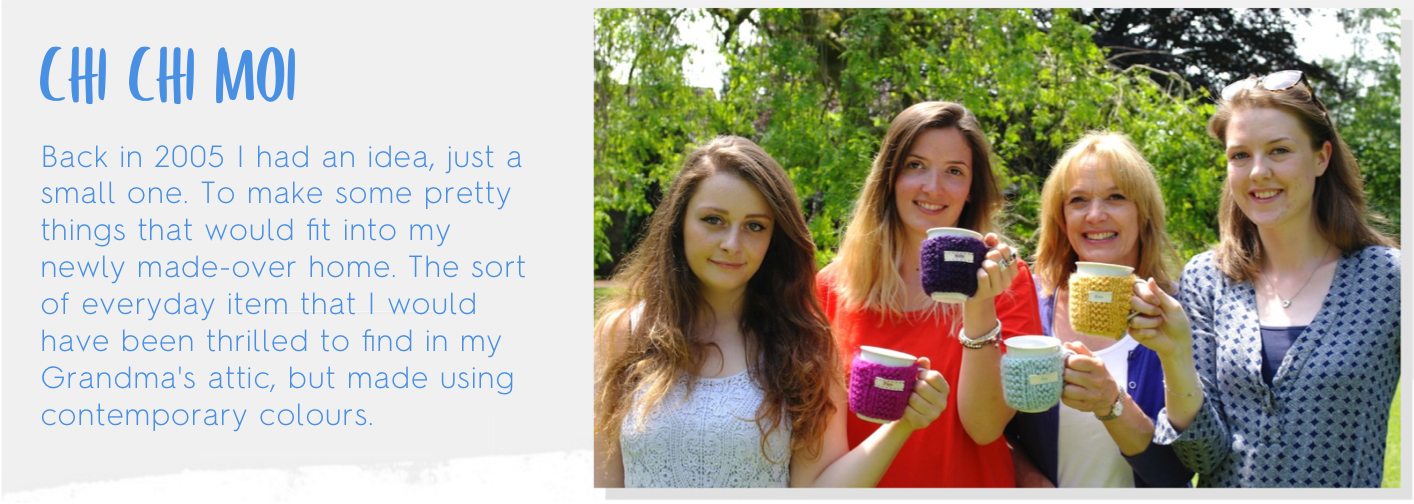 CHI CHI MOI
Back in 2005 I had an idea, just a
small one. To make some pretty
things that would fit into my
newly made-over home. The sort
of everyday item that I would
have been thrilled to find in my
Grandma's attic, but made using
contemporary colours.